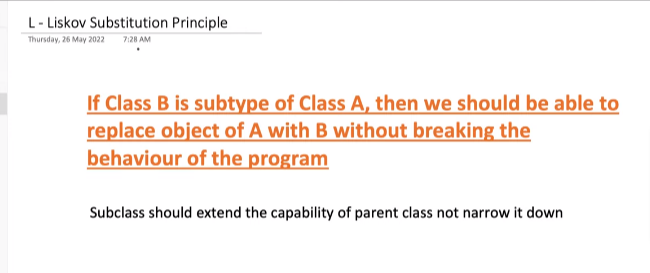 L - Liskov Substitution Principle
Thursday, 26 May 2022 7:28 AM
If Class B is subtype of Class A, then we should be able to
replace object of A with B without breaking the
behaviour of the program
Subclass should extend the capability of parent class not narrow it down